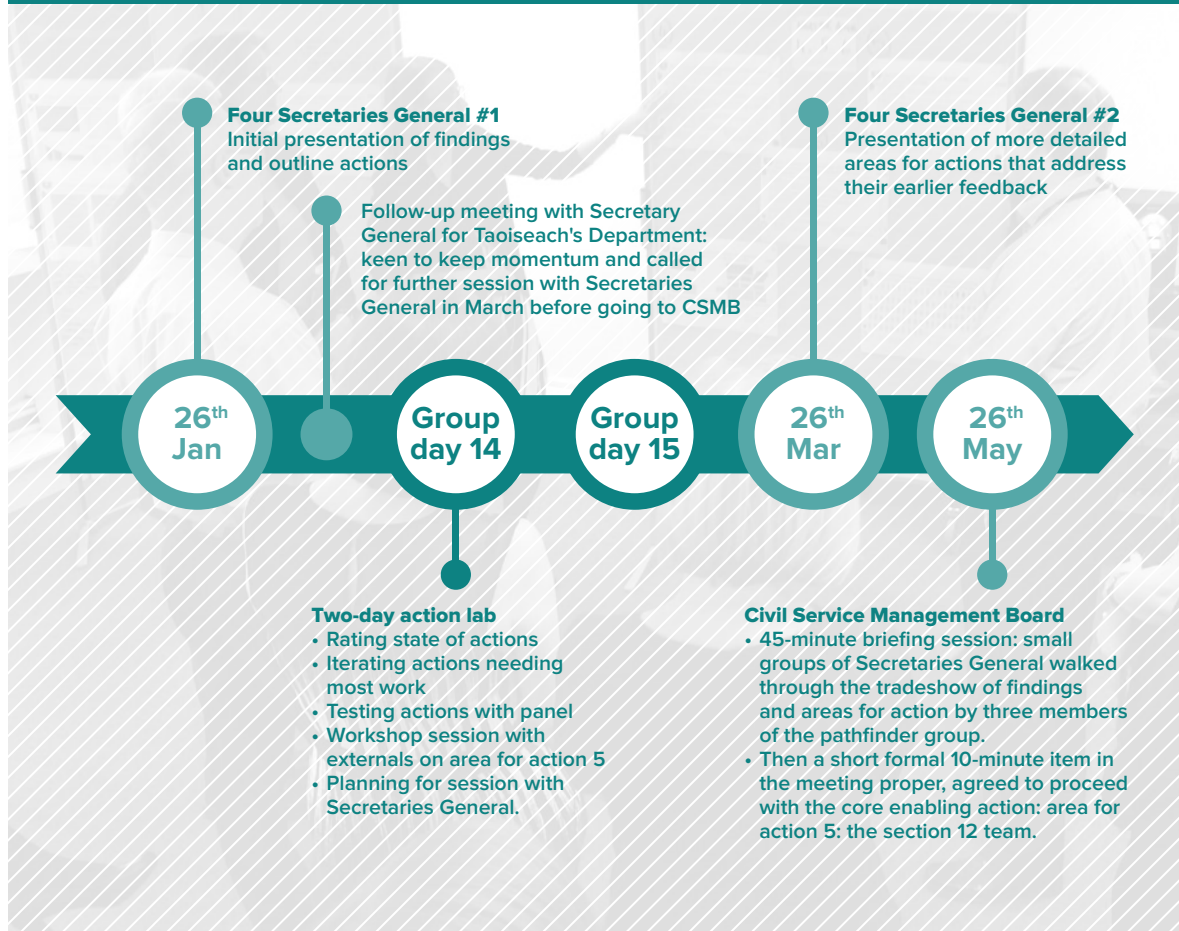 Four Secretaries General #1
Initial presentation of findings
and outline actions
Follow-up meeting with Secretary
General for Taoiseach's Department:
keen to keep momentum and called
for further session with Secretaries
General in March before going to CSMB
Four Secretaries General #2
Presentation of more detailed
areas for actions that address
their earlier feedback
26th
Jan
Group
day 14
Group
day 15
26th
Mar
26th
May
Two-day action lab
• Rating state of actions
• Iterating actions needing
most work
• Testing actions with panel
• Workshop session with
externals on area for action 5
• Planning for session with
Secretaries General.
Civil Service Management Board
• 45-minute briefing session: small
groups of Secretaries General walked
through the tradeshow of findings
and areas for action by three members
of the pathfinder group.
• Then a short formal 10-minute item in
the meeting proper, agreed to proceed
with the core enabling action: area for
action 5: the section 12 team.